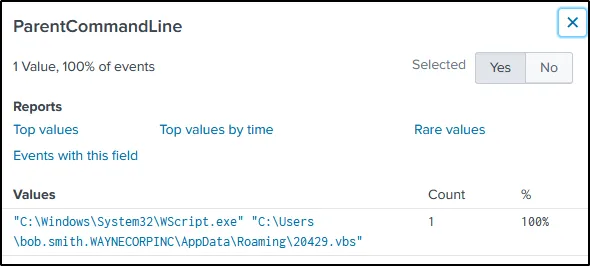 ParentCommandLine
1 Value, 100% of events Selected Yes No
Reports
Top values Top values by time Rare values
Events with this field
Values Count %
"C:\Windows\System32\WScript.exe" "C:\Users 1 100%
\bob.smith.WAYNECORPINC\AppData\Roaming\20429.vbs"